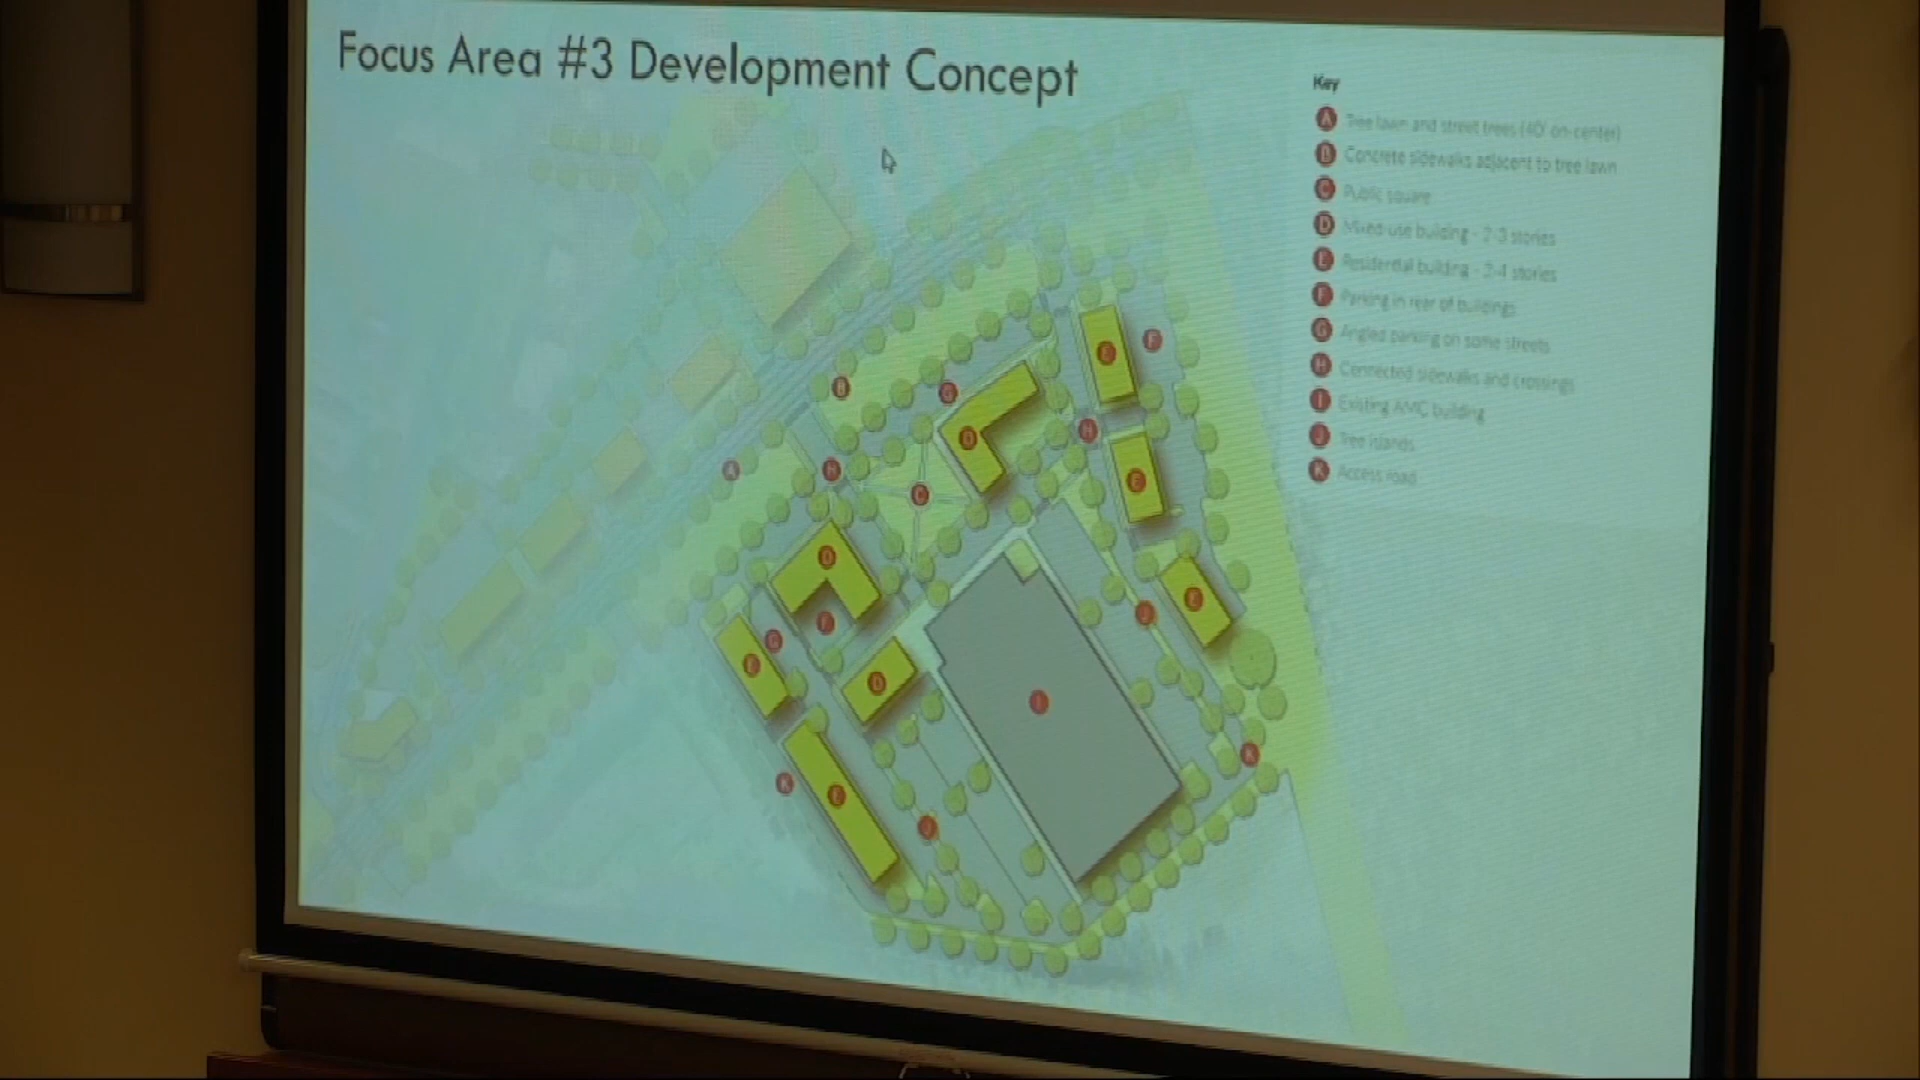 Focus Area #3 Development Concept
Key
A Tree lawn and street trees (40' on-center)
B Concrete sidewalks adjacent to tree lawn
C Public square
D Mixed use building - 2-3 stories
E Residential building - 2-4 stories
F Parking in rear of buildings
G Angled parking on some streets
H Connected sidewalks and crossings
I Existing AMC building
J Tree islands
K Access road
E
F
B
G
D
H
A
H
E
C
D
E
J
F
G
E
D
I
K
K
E
J